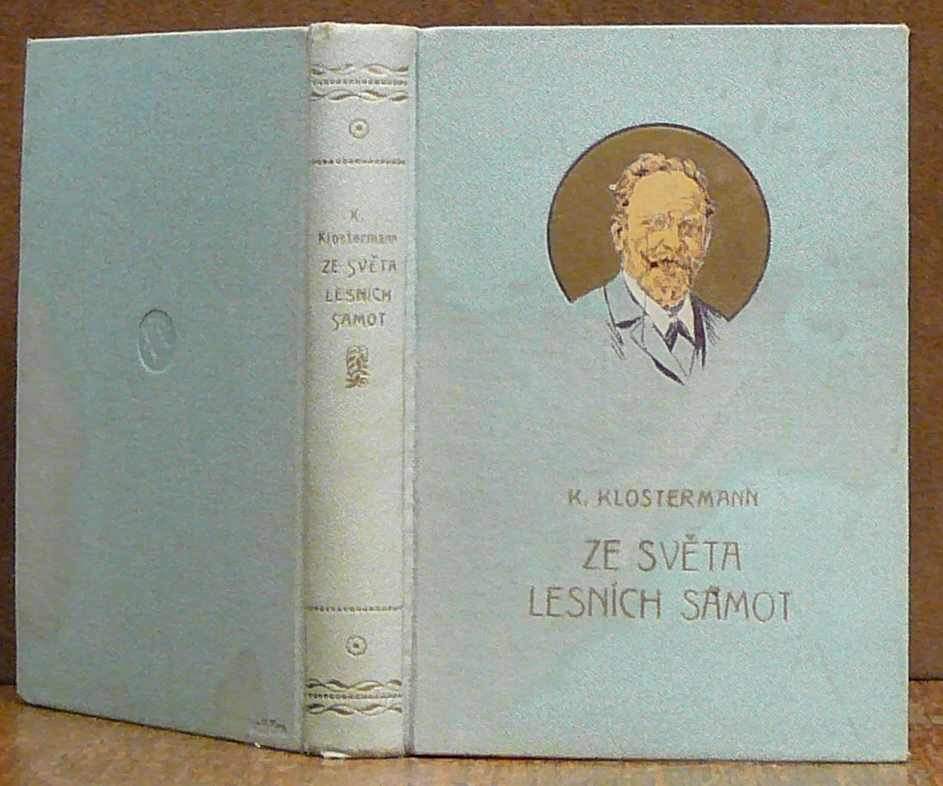 K.
Klostermann
ZE SVĚTA
LESNÍCH
SAMOT
K. KLOSTERMANN
ZE SVĚTA
LESNÍCH SAMOT